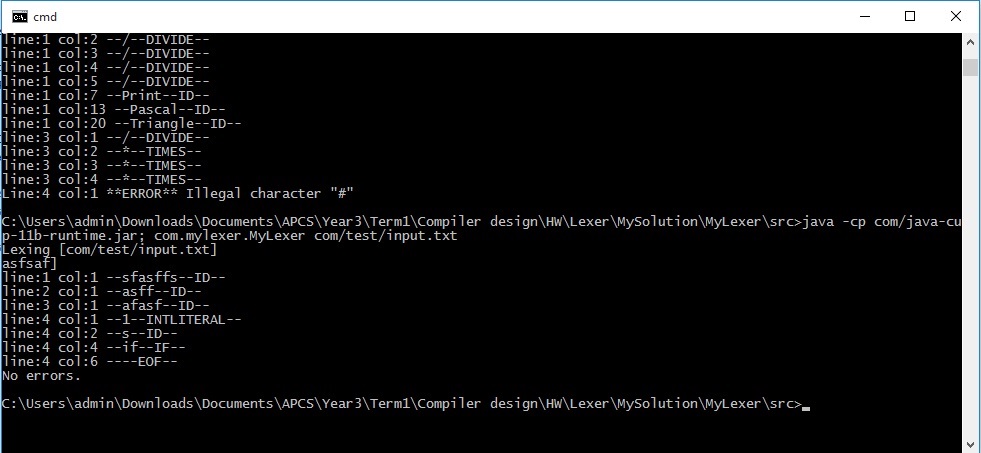 cmd
line:1 col:2 --/--DIVIDE--
line:1 col:3 --/--DIVIDE--
line:1 col:4 --/--DIVIDE--
line:1 col:5 --/--DIVIDE--
line:1 col:7 --Print--ID--
line:1 col:13 --Pascal--ID--
line:1 col:20 --Triangle--ID--
line:3 col:1 --/--DIVIDE--
line:3 col:2 --*--TIMES--
line:3 col:3 --*--TIMES--
line:3 col:4 --*--TIMES--
Line:4 col:1 **ERROR** Illegal character "#"
C:\Users\admin\Downloads\Documents\APCS\Year3\Term1\Compiler design\HW\Lexer\MySolution\MyLexer\src>java -cp com/java-cu
p-11b-runtime.jar; com.mylexer.MyLexer com/test/input.txt
Lexing [com/test/input.txt]
asfsaf]
line:1 col:1 --sfasffs--ID--
line:2 col:1 --asff--ID--
line:3 col:1 --afasf--ID--
line:4 col:1 --1--INTLITERAL--
line:4 col:2 --s--ID--
line:4 col:4 --if--IF--
line:4 col:6 ----EOF--
No errors.
C:\Users\admin\Downloads\Documents\APCS\Year3\Term1\Compiler design\HW\Lexer\MySolution\MyLexer\src>